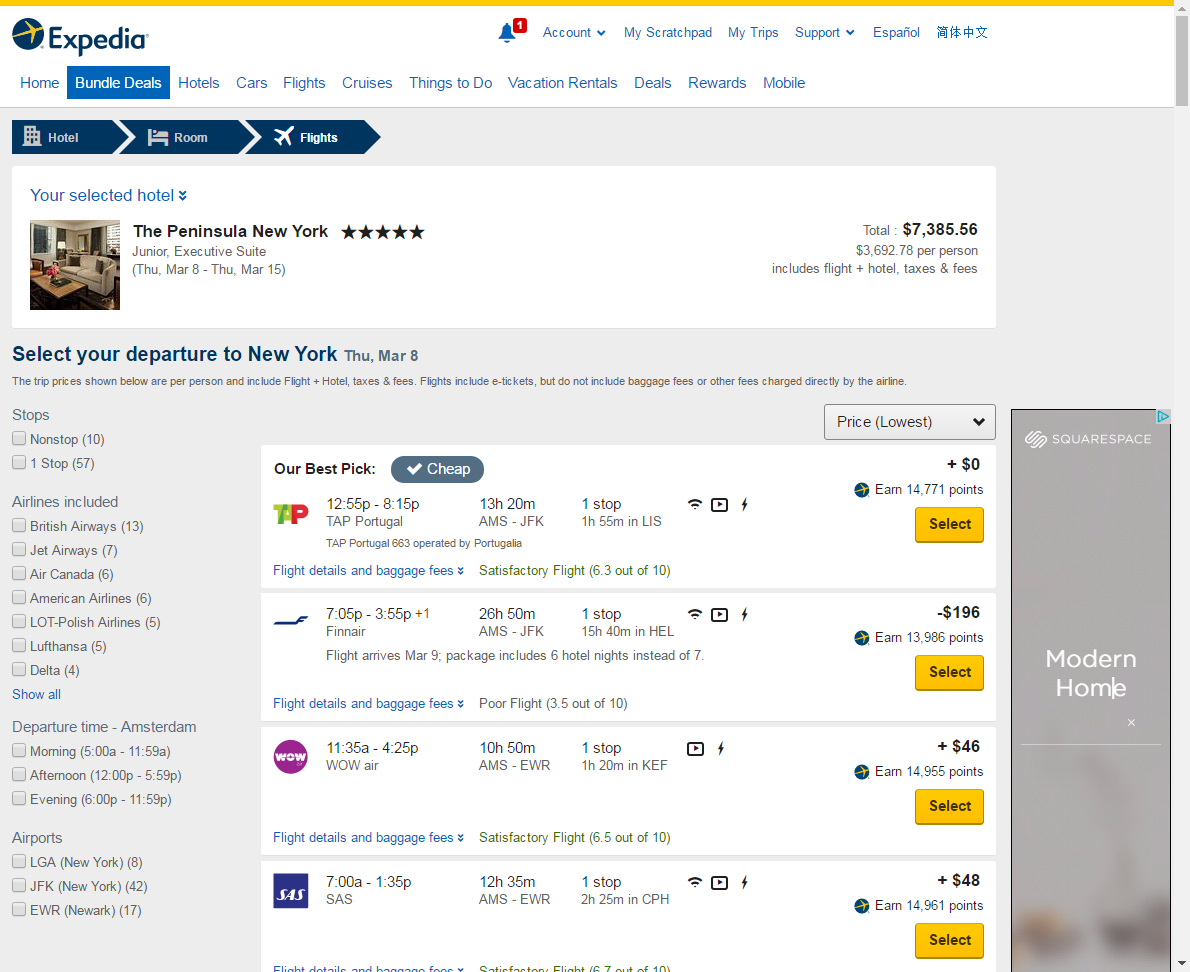 Expedia
1
Account
My Scratchpad
My Trips
Support
Español
简体中文
Home
Bundle Deals
Hotels
Cars
Flights
Cruises
Things to Do
Vacation Rentals
Deals
Rewards
Mobile
Hotel
Room
Flights
Your selected hotel
The Peninsula New York
Junior, Executive Suite
(Thu, Mar 8 - Thu, Mar 15)
Total : $7,385.56
$3,692.78 per person
includes flight + hotel, taxes & fees
Select your departure to New York Thu, Mar 8
The trip prices shown below are per person and include Flight + Hotel, taxes & fees. Flights include e-tickets, but do not include baggage fees or other fees charged directly by the airline.
Stops
Nonstop (10)
1 Stop (57)
Airlines included
British Airways (13)
Jet Airways (7)
Air Canada (6)
American Airlines (6)
LOT-Polish Airlines (5)
Lufthansa (5)
Delta (4)
Show all
Departure time - Amsterdam
Morning (5:00a - 11:59a)
Afternoon (12:00p - 5:59p)
Evening (6:00p - 11:59p)
Airports
LGA (New York) (8)
JFK (New York) (42)
EWR (Newark) (17)
Price (Lowest)
Our Best Pick: Cheap
+ $0
Earn 14,771 points
Select
TAP
12:55p - 8:15p
TAP Portugal
TAP Portugal 663 operated by Portugalia
13h 20m
AMS - JFK
1 stop
1h 55m in LIS
Flight details and baggage fees
Satisfactory Flight (6.3 out of 10)
7:05p - 3:55p +1
Finnair
26h 50m
AMS - JFK
1 stop
15h 40m in HEL
Flight arrives Mar 9; package includes 6 hotel nights instead of 7.
-$196
Earn 13,986 points
Select
Flight details and baggage fees
Poor Flight (3.5 out of 10)
WOW
11:35a - 4:25p
WOW air
10h 50m
AMS - EWR
1 stop
1h 20m in KEF
+ $46
Earn 14,955 points
Select
Flight details and baggage fees
Satisfactory Flight (6.5 out of 10)
SAS
7:00a - 1:35p
SAS
12h 35m
AMS - EWR
1 stop
2h 25m in CPH
+ $48
Earn 14,961 points
Select
Flight details and baggage fees
Satisfactory Flight (6.7 out of 10)
SQUARESPACE
Modern
Home